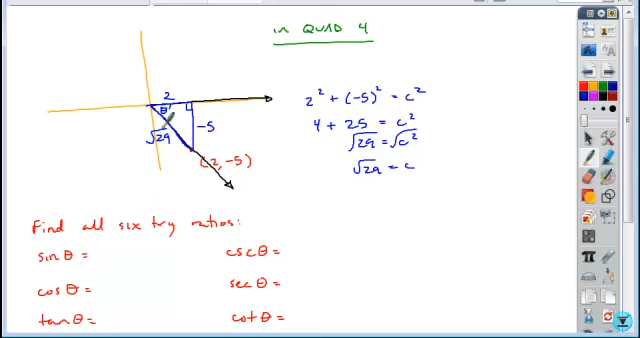 in QUAD 4
2
θ
-5
√29
(2, -5)
2² + (-5)² = c²
4 + 25 = c²
√29 = √c²
√29 = c
Find all six trig ratios:
sin θ =
csc θ =
cos θ =
sec θ =
tan θ =
cot θ =